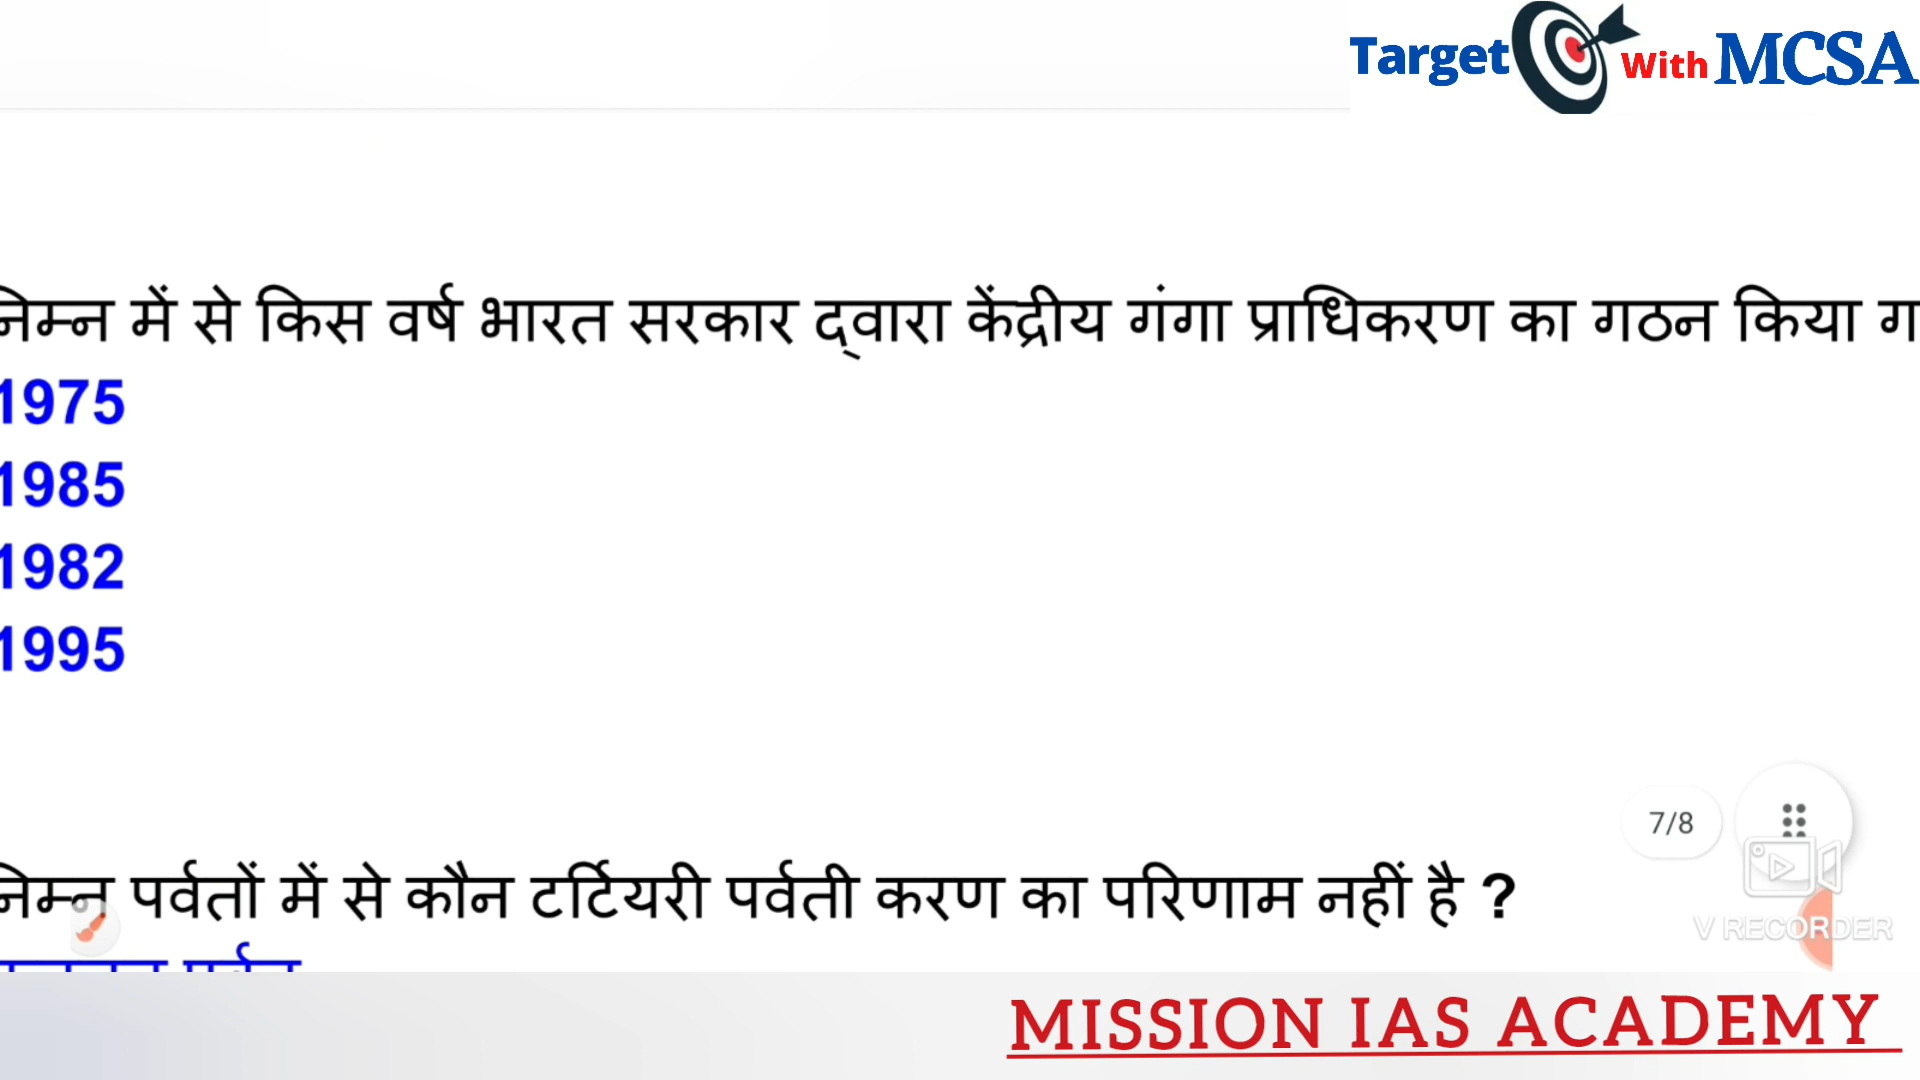 Target With MCSA
निम्न में से किस वर्ष भारत सरकार द्वारा केंद्रीय गंगा प्राधिकरण का गठन किया ग
1975
1985
1982
1995
7/8
निम्न पर्वतों में से कौन टर्टियरी पर्वती करण का परिणाम नहीं है ?
V RECORDER
MISSION IAS ACADEMY